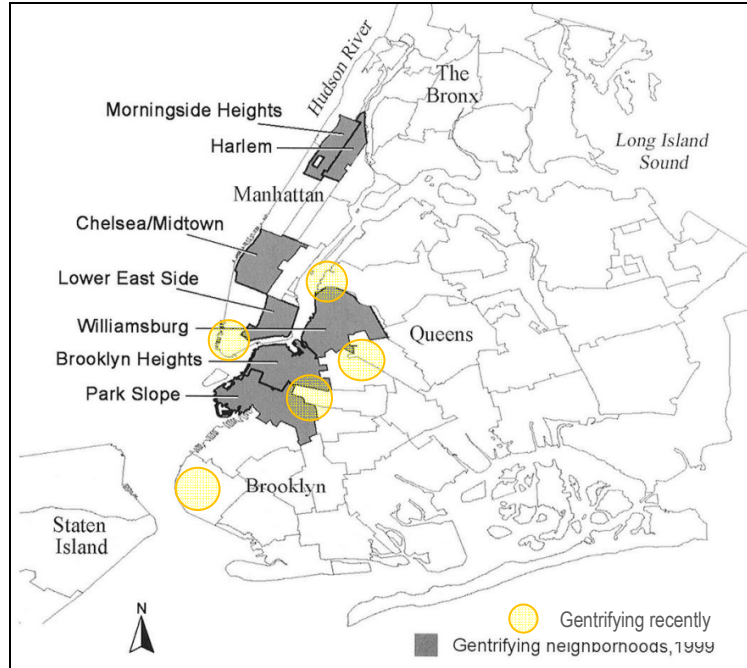 Hudson River
The
Bronx
Morningside Heights
Harlem
Long Island
Sound
Manhattan
Chelsea/Midtown
Lower East Side
Williamsburg
Queens
Brooklyn Heights
Park Slope
Brooklyn
Staten
Island
N
Gentrifying recently
Gentrifying neighborhoods, 1999